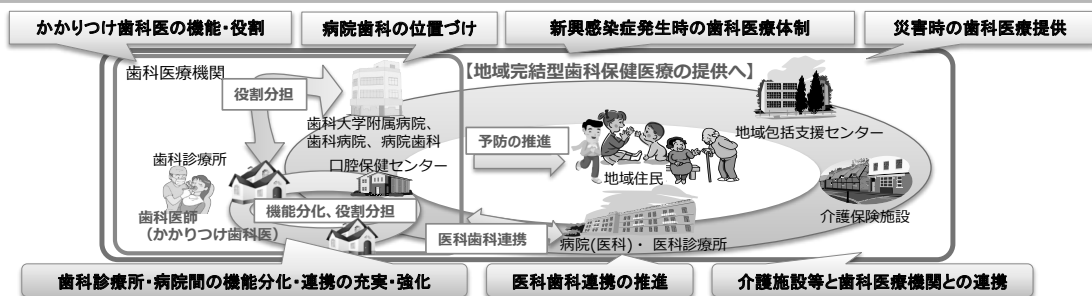 かかりつけ歯科医の機能・役割
病院歯科の位置づけ
新興感染症発生時の歯科医療体制
災害時の歯科医療提供
歯科医療機関
【地域完結型歯科保健医療の提供へ】
役割分担
歯科大学附属病院、
歯科病院、病院歯科
地域包括支援センター
予防の推進
歯科診療所
口腔保健センター
地域住民
機能分化、役割分担
介護保険施設
歯科医師
（かかりつけ歯科医）
医科歯科連携
病院(医科)・ 医科診療所
歯科診療所・病院間の機能分化・連携の充実・強化
医科歯科連携の推進
介護施設等と歯科医療機関との連携